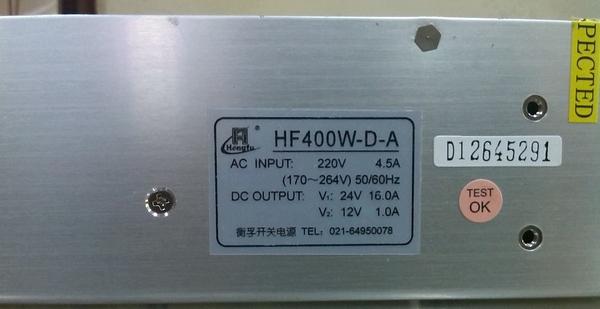 Hengfu ®
HF400W-D-A
AC INPUT: 220V 4.5A
(170~264V) 50/60Hz
DC OUTPUT: V₁: 24V 16.0A
V₂: 12V 1.0A
衡孚开关电源 TEL: 021-64950078
D12645291
TEST
OK
PECTED